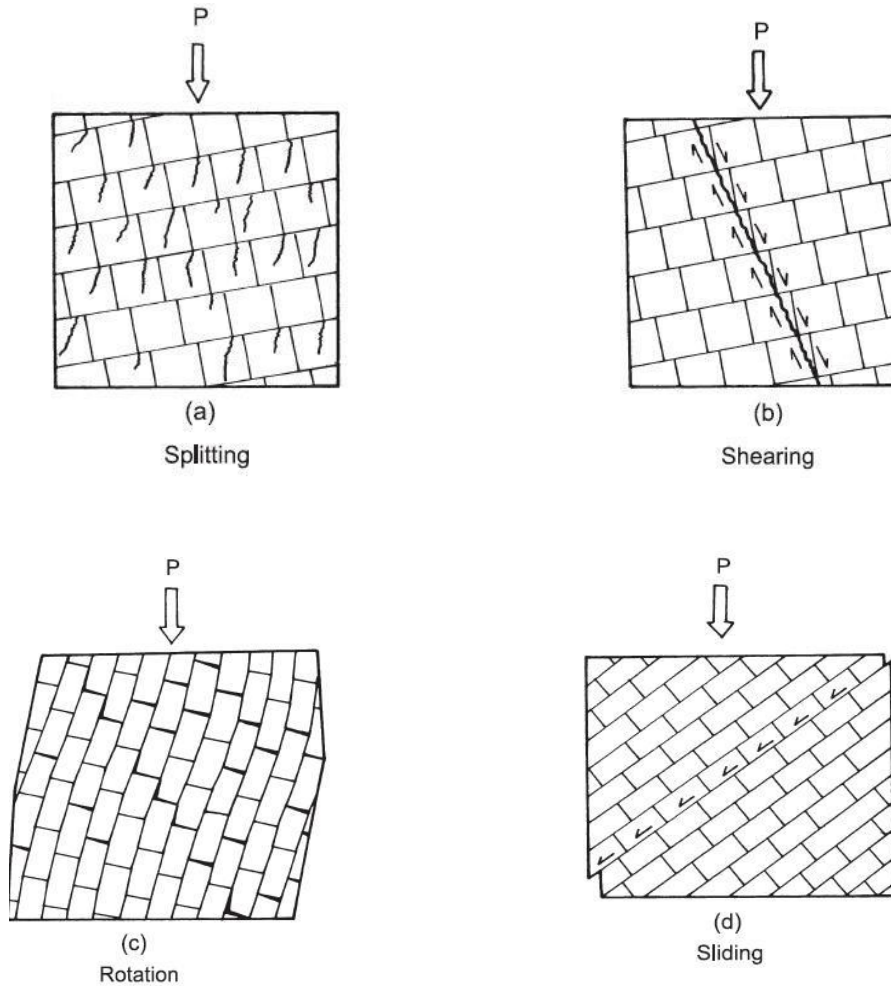 P
P
(a)
(b)
Splitting
Shearing
P
P
(c)
(d)
Rotation
Sliding